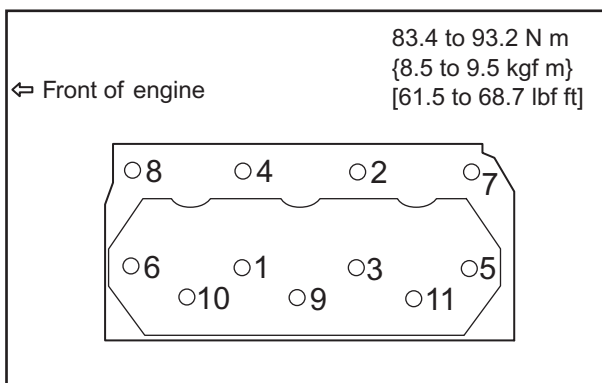 83.4 to 93.2 N m
{8.5 to 9.5 kgf m}
[61.5 to 68.7 lbf ft]
⇦ Front of engine
8 4 2 7
6 1 3 5
10 9 11